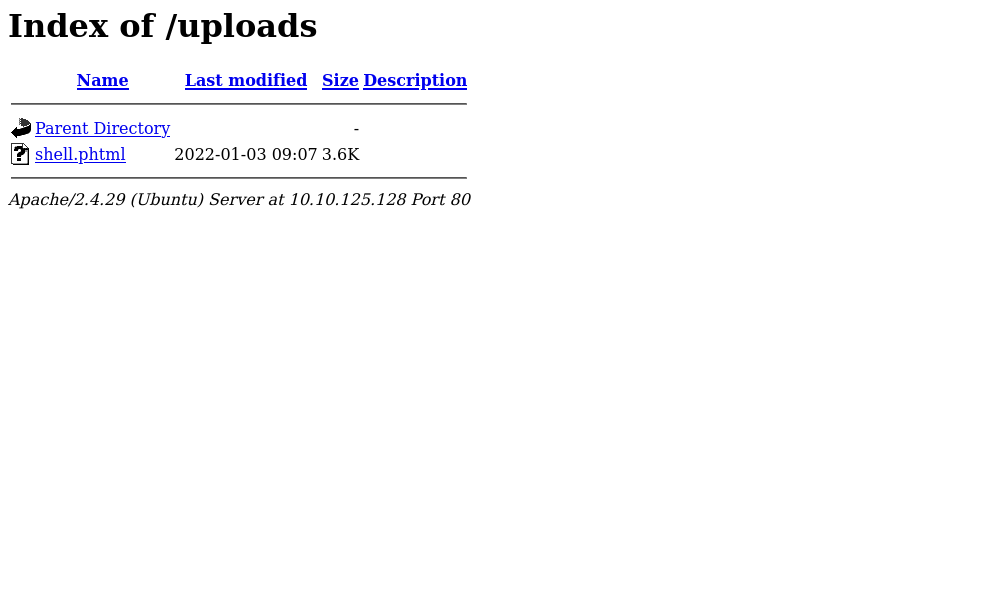 Index of /uploads
Name Last modified Size Description
Parent Directory -
shell.phtml 2022-01-03 09:07 3.6K
Apache/2.4.29 (Ubuntu) Server at 10.10.125.128 Port 80